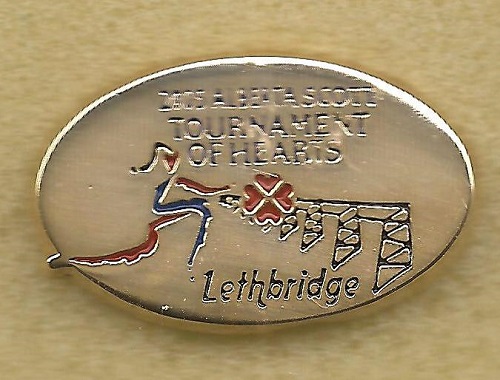 ALBERTA SCOTT
TOURNAMENT
OF HEARTS
Lethbridge